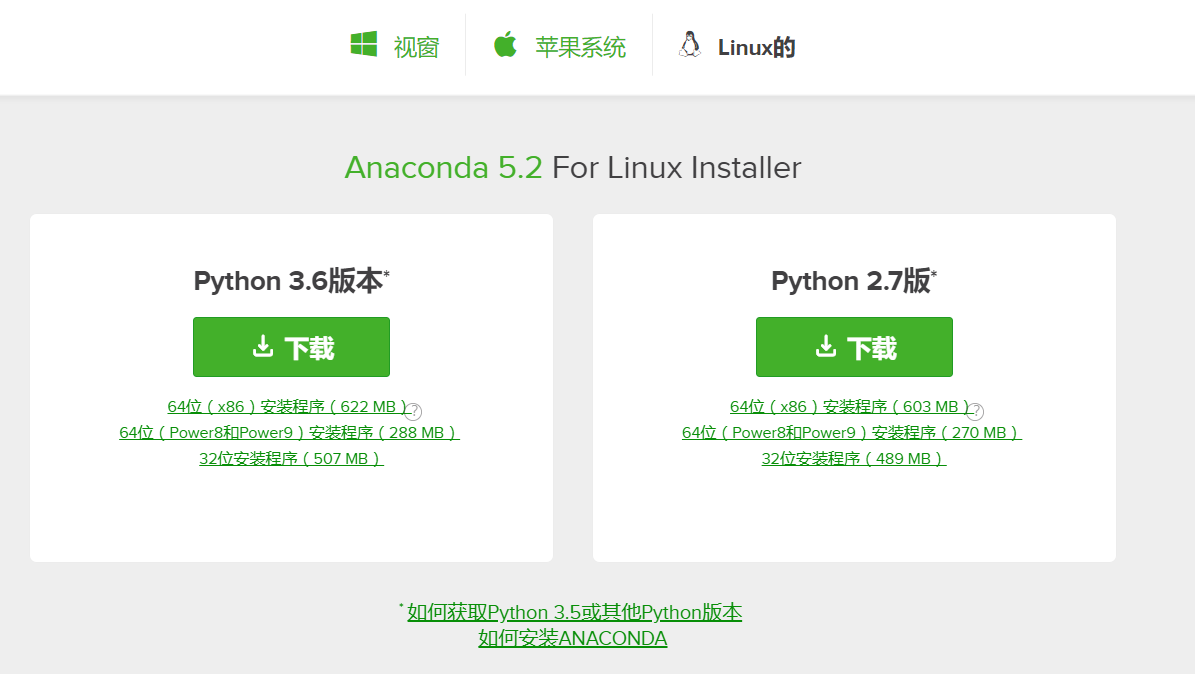 视窗 苹果系统 Linux的
Anaconda 5.2 For Linux Installer
Python 3.6版本*
下载
64位（x86）安装程序（622 MB） ?
64位（Power8和Power9）安装程序（288 MB）
32位安装程序（507 MB）
Python 2.7版*
下载
64位（x86）安装程序（603 MB） ?
64位（Power8和Power9）安装程序（270 MB）
32位安装程序（489 MB）
* 如何获取Python 3.5或其他Python版本
如何安装ANACONDA